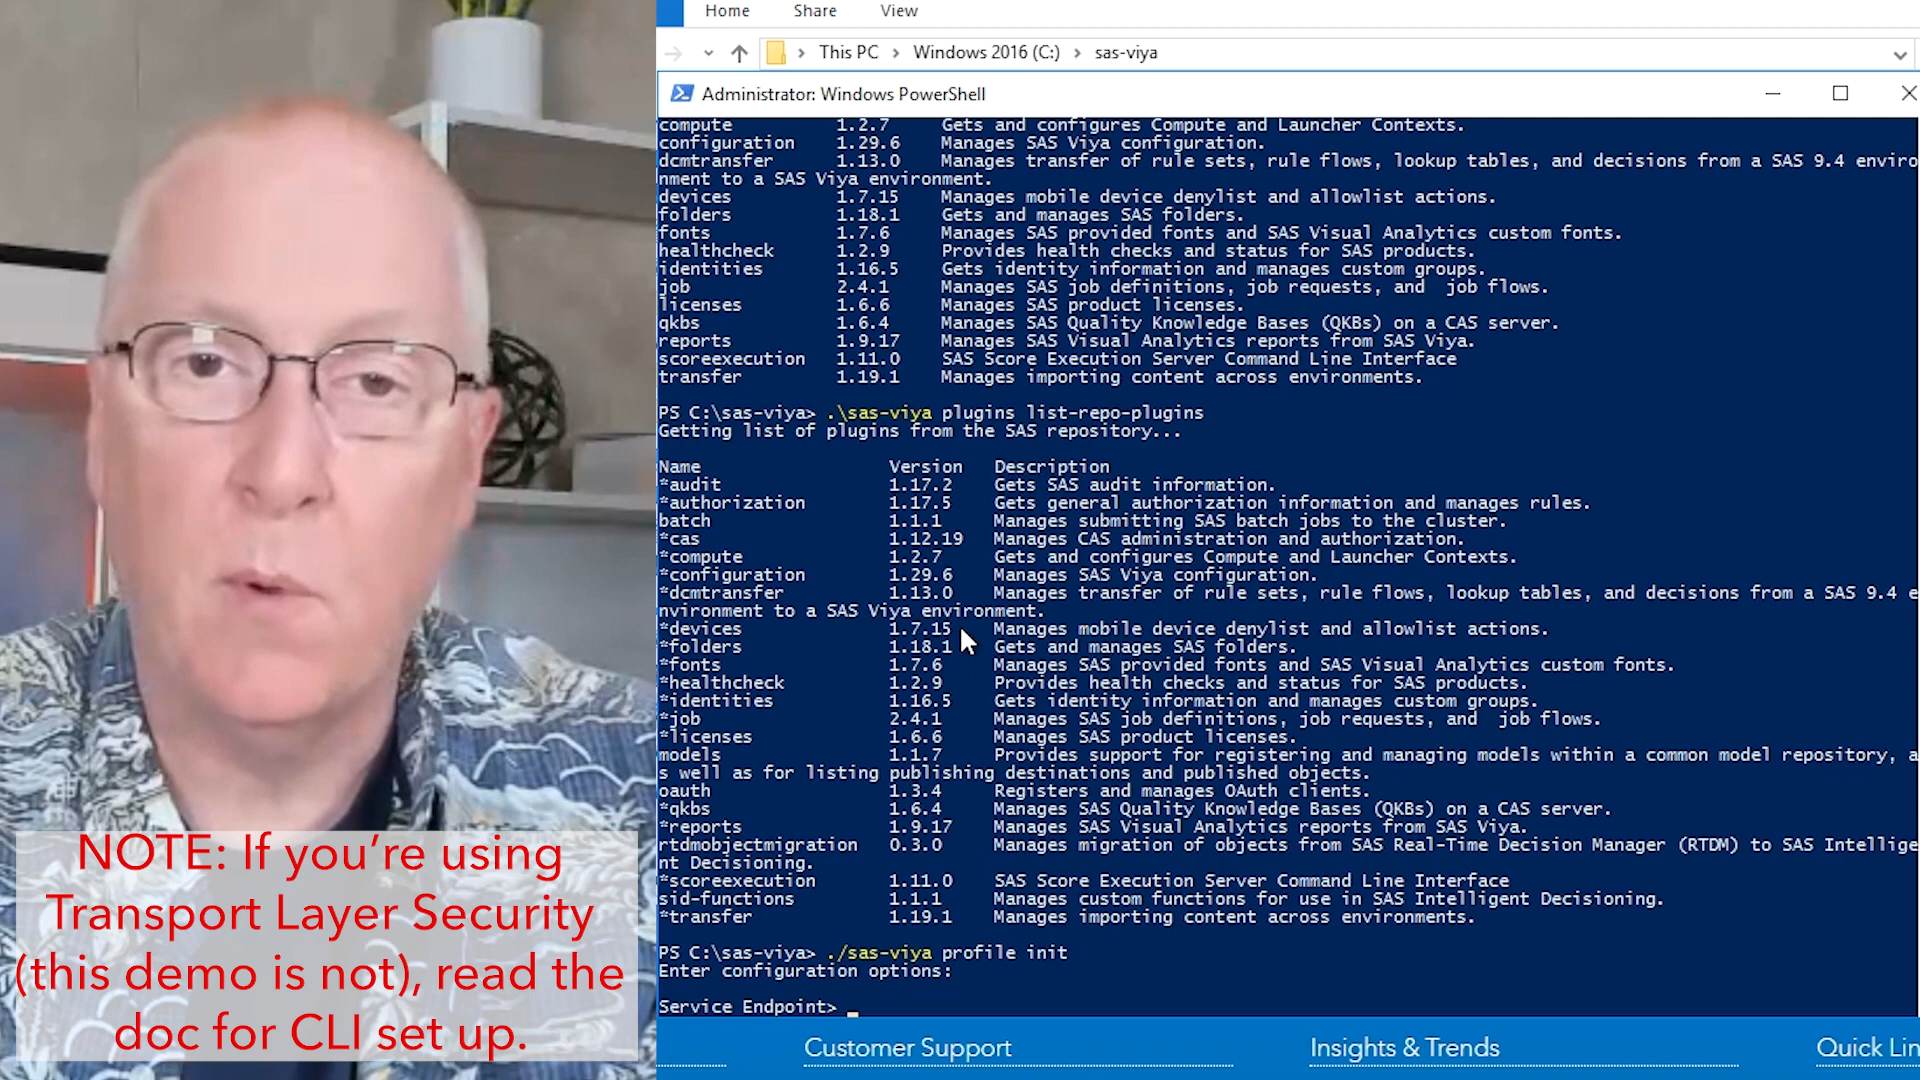 Home Share View
This PC > Windows 2016 (C:) > sas-viya
Administrator: Windows PowerShell
compute 1.2.7 Gets and configures Compute and Launcher Contexts.
configuration 1.29.6 Manages SAS Viya configuration.
dcmtransfer 1.13.0 Manages transfer of rule sets, rule flows, lookup tables, and decisions from a SAS 9.4 enviro
nment to a SAS Viya environment.
devices 1.7.15 Manages mobile device denylist and allowlist actions.
folders 1.18.1 Gets and manages SAS folders.
fonts 1.7.6 Manages SAS provided fonts and SAS Visual Analytics custom fonts.
healthcheck 1.2.9 Provides health checks and status for SAS products.
identities 1.16.5 Gets identity information and manages custom groups.
job 2.4.1 Manages SAS job definitions, job requests, and  job flows.
licenses 1.6.6 Manages SAS product licenses.
qkbs 1.6.4 Manages SAS Quality Knowledge Bases (QKBs) on a CAS server.
reports 1.9.17 Manages SAS Visual Analytics reports from SAS Viya.
scoreexecution 1.11.0 SAS Score Execution Server Command Line Interface
transfer 1.19.1 Manages importing content across environments.
PS C:\sas-viya> .\sas-viya plugins list-repo-plugins
Getting list of plugins from the SAS repository...
Name Version Description
*audit 1.17.2 Gets SAS audit information.
*authorization 1.17.5 Gets general authorization information and manages rules.
batch 1.1.1 Manages submitting SAS batch jobs to the cluster.
*cas 1.12.19 Manages CAS administration and authorization.
*compute 1.2.7 Gets and configures Compute and Launcher Contexts.
*configuration 1.29.6 Manages SAS Viya configuration.
*dcmtransfer 1.13.0 Manages transfer of rule sets, rule flows, lookup tables, and decisions from a SAS 9.4 e
nvironment to a SAS Viya environment.
*devices 1.7.15 Manages mobile device denylist and allowlist actions.
*folders 1.18.1 Gets and manages SAS folders.
*fonts 1.7.6 Manages SAS provided fonts and SAS Visual Analytics custom fonts.
*healthcheck 1.2.9 Provides health checks and status for SAS products.
*identities 1.16.5 Gets identity information and manages custom groups.
*job 2.4.1 Manages SAS job definitions, job requests, and  job flows.
*licenses 1.6.6 Manages SAS product licenses.
models 1.1.7 Provides support for registering and managing models within a common model repository, a
s well as for listing publishing destinations and published objects.
oauth 1.3.4 Registers and manages OAuth clients.
*qkbs 1.6.4 Manages SAS Quality Knowledge Bases (QKBs) on a CAS server.
*reports 1.9.17 Manages SAS Visual Analytics reports from SAS Viya.
rtdmobjectmigration 0.3.0 Manages migration of objects from SAS Real-Time Decision Manager (RTDM) to SAS Intellige
nt Decisioning.
*scoreexecution 1.11.0 SAS Score Execution Server Command Line Interface
sid-functions 1.1.1 Manages custom functions for use in SAS Intelligent Decisioning.
*transfer 1.19.1 Manages importing content across environments.
PS C:\sas-viya> ./sas-viya profile init
Enter configuration options:
Service Endpoint> _
Customer Support Insights & Trends Quick Lin
NOTE: If you’re using
Transport Layer Security
(this demo is not), read the
doc for CLI set up.